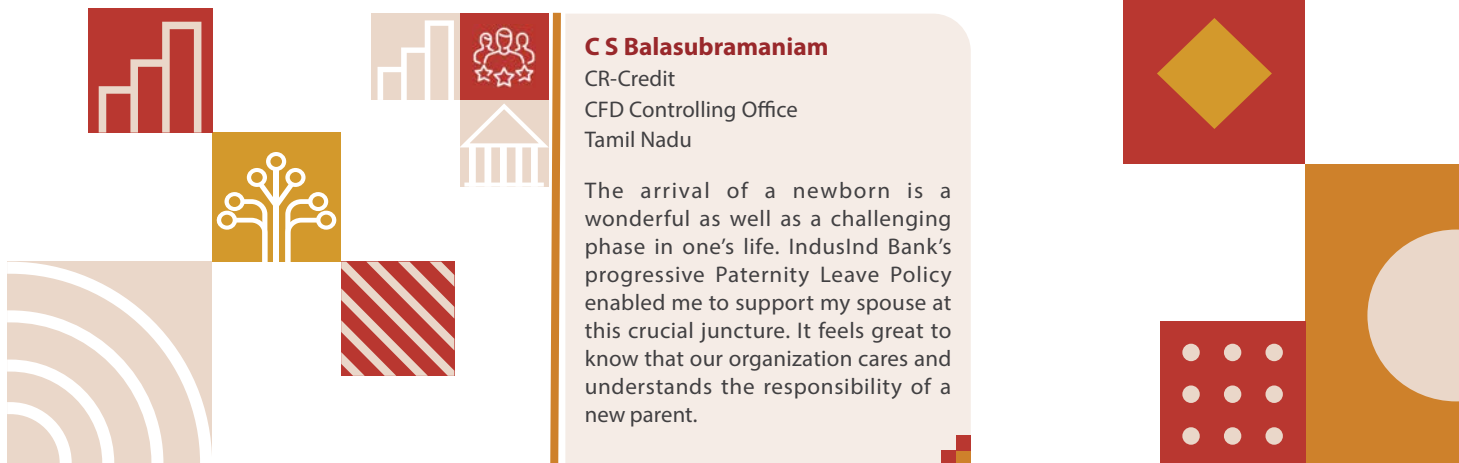 C S Balasubramaniam
CR-Credit
CFD Controlling Office
Tamil Nadu
The arrival of a newborn is a
wonderful as well as a challenging
phase in one’s life. IndusInd Bank’s
progressive Paternity Leave Policy
enabled me to support my spouse at
this crucial juncture. It feels great to
know that our organization cares and
understands the responsibility of a
new parent.